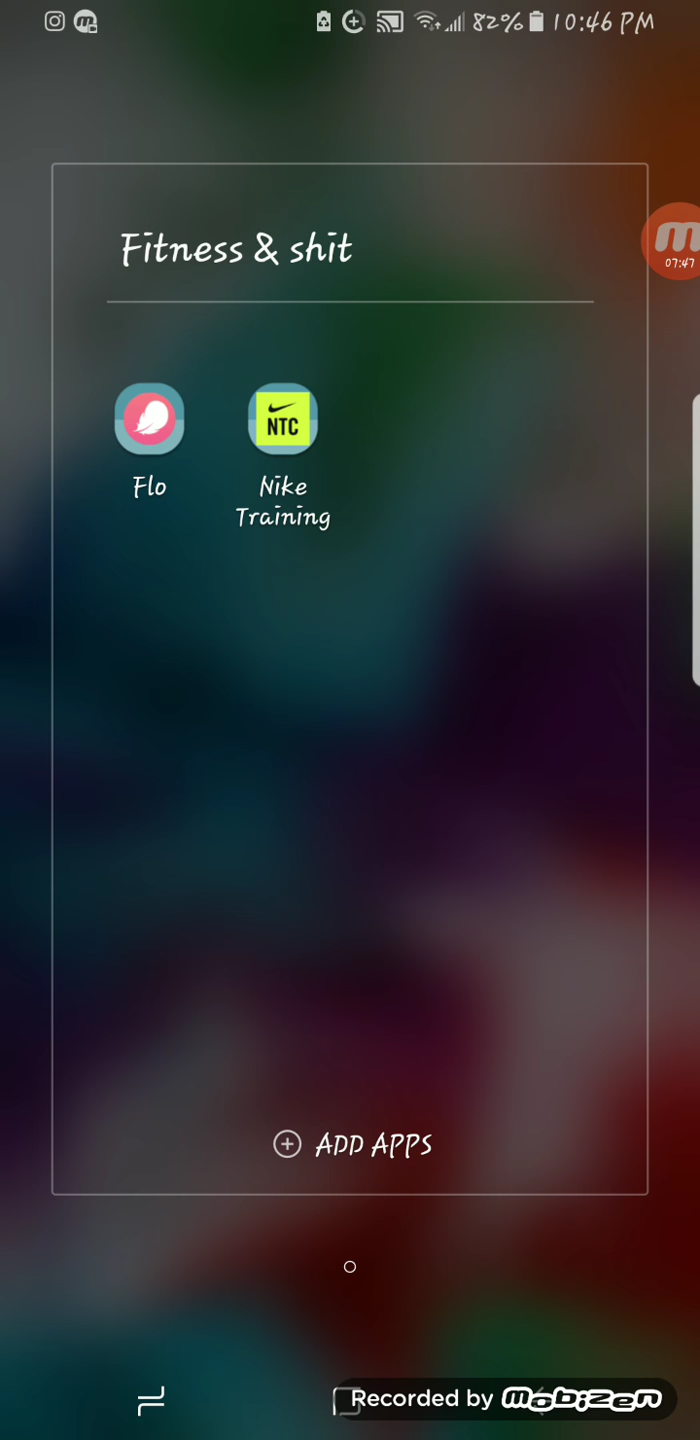 82% 10:46 PM
Fitness & shit
m
07:47
NTC
Flo
Nike
Training
ADD APPS
Recorded by mobizen